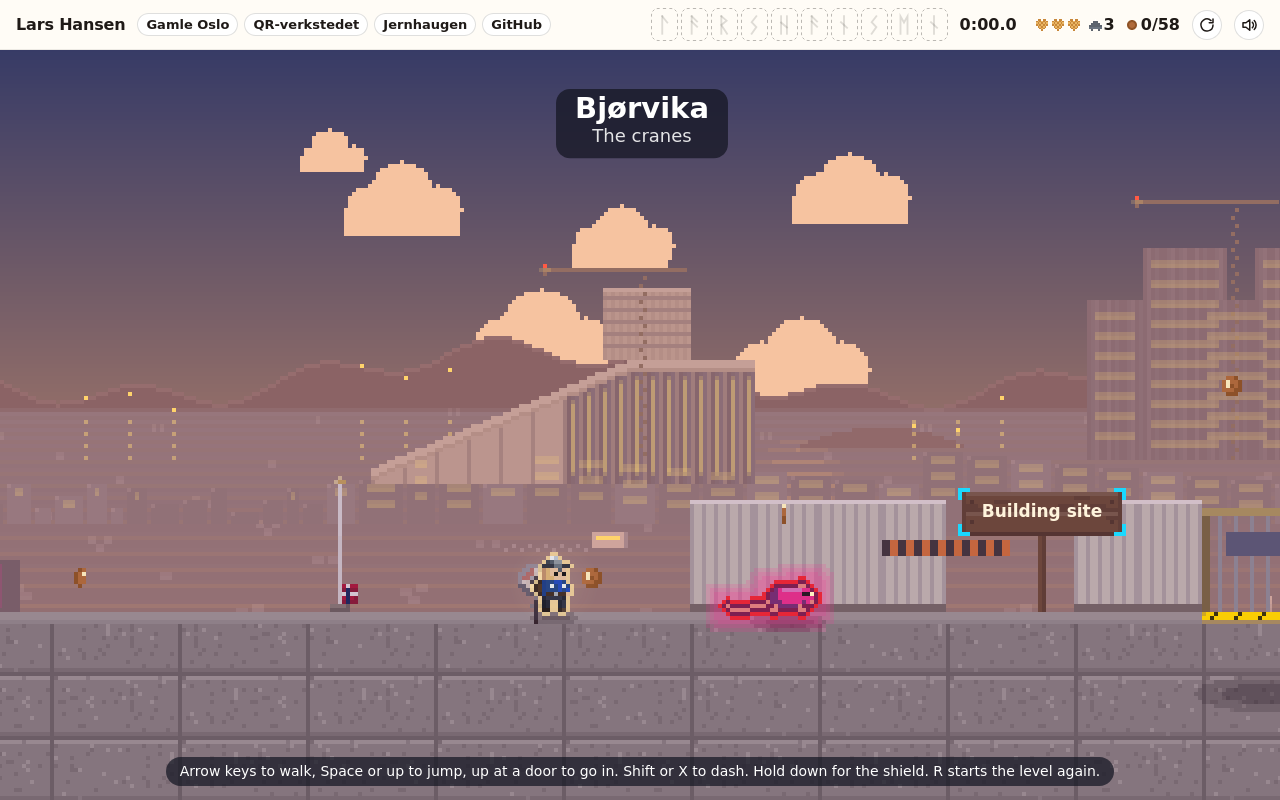 Lars Hansen
Gamle Oslo
QR-verkstedet
Jernhaugen
GitHub
ᛚ ᚨ ᚱ ᛊ ᚺ ᚨ ᚾ ᛊ ᛖ ᚾ
0:00.0
3
0/58
Bjørvika
The cranes
Building site
Arrow keys to walk, Space or up to jump, up at a door to go in. Shift or X to dash. Hold down for the shield. R starts the level again.